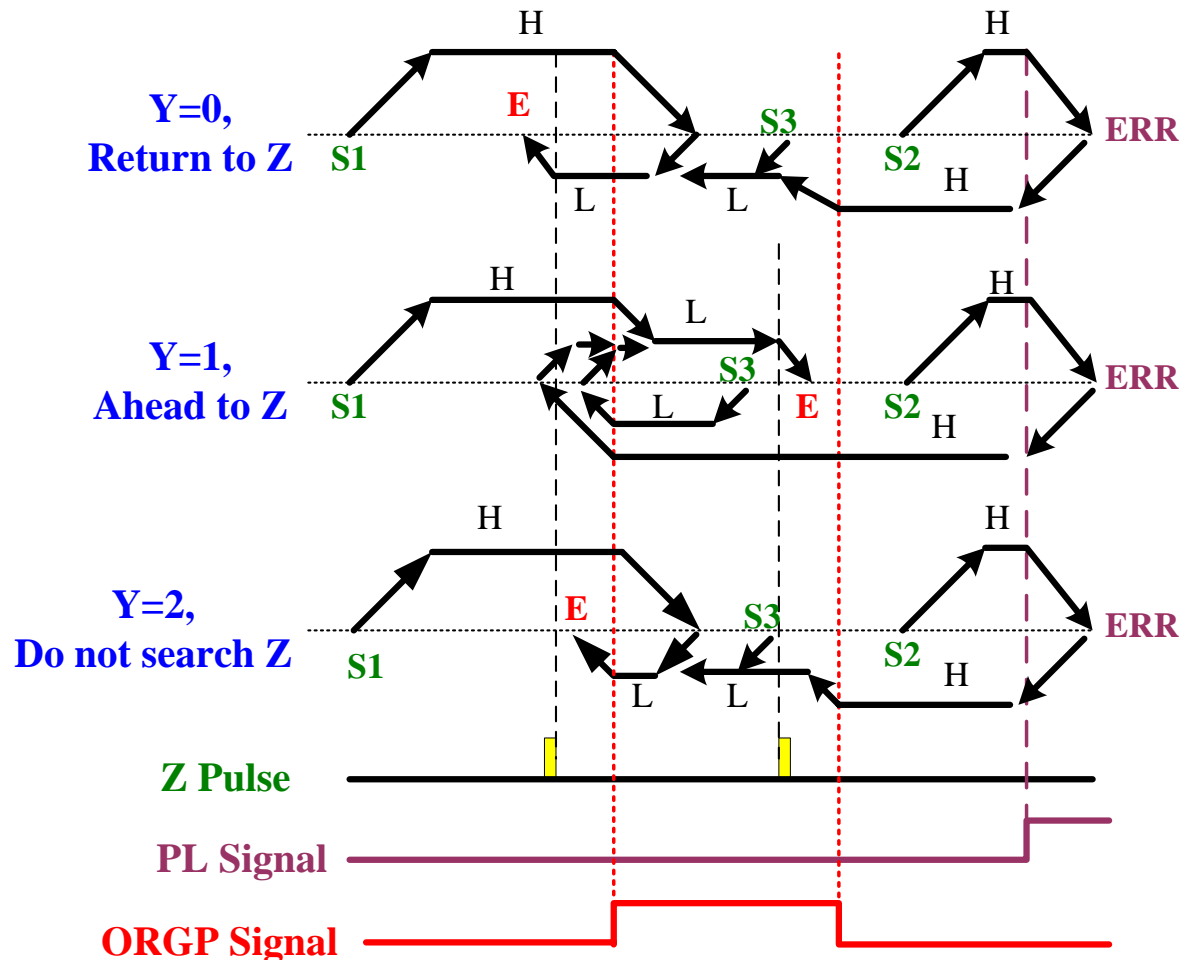 H
H
Y=0,
Return to Z
E
S3
ERR
S1
S2
L
L
H
H
H
L
Y=1,
Ahead to Z
S3
ERR
S1
L
E
S2
H
H
H
Y=2,
Do not search Z
E
S3
ERR
S1
S2
L
L
H
Z Pulse
PL Signal
ORGP Signal